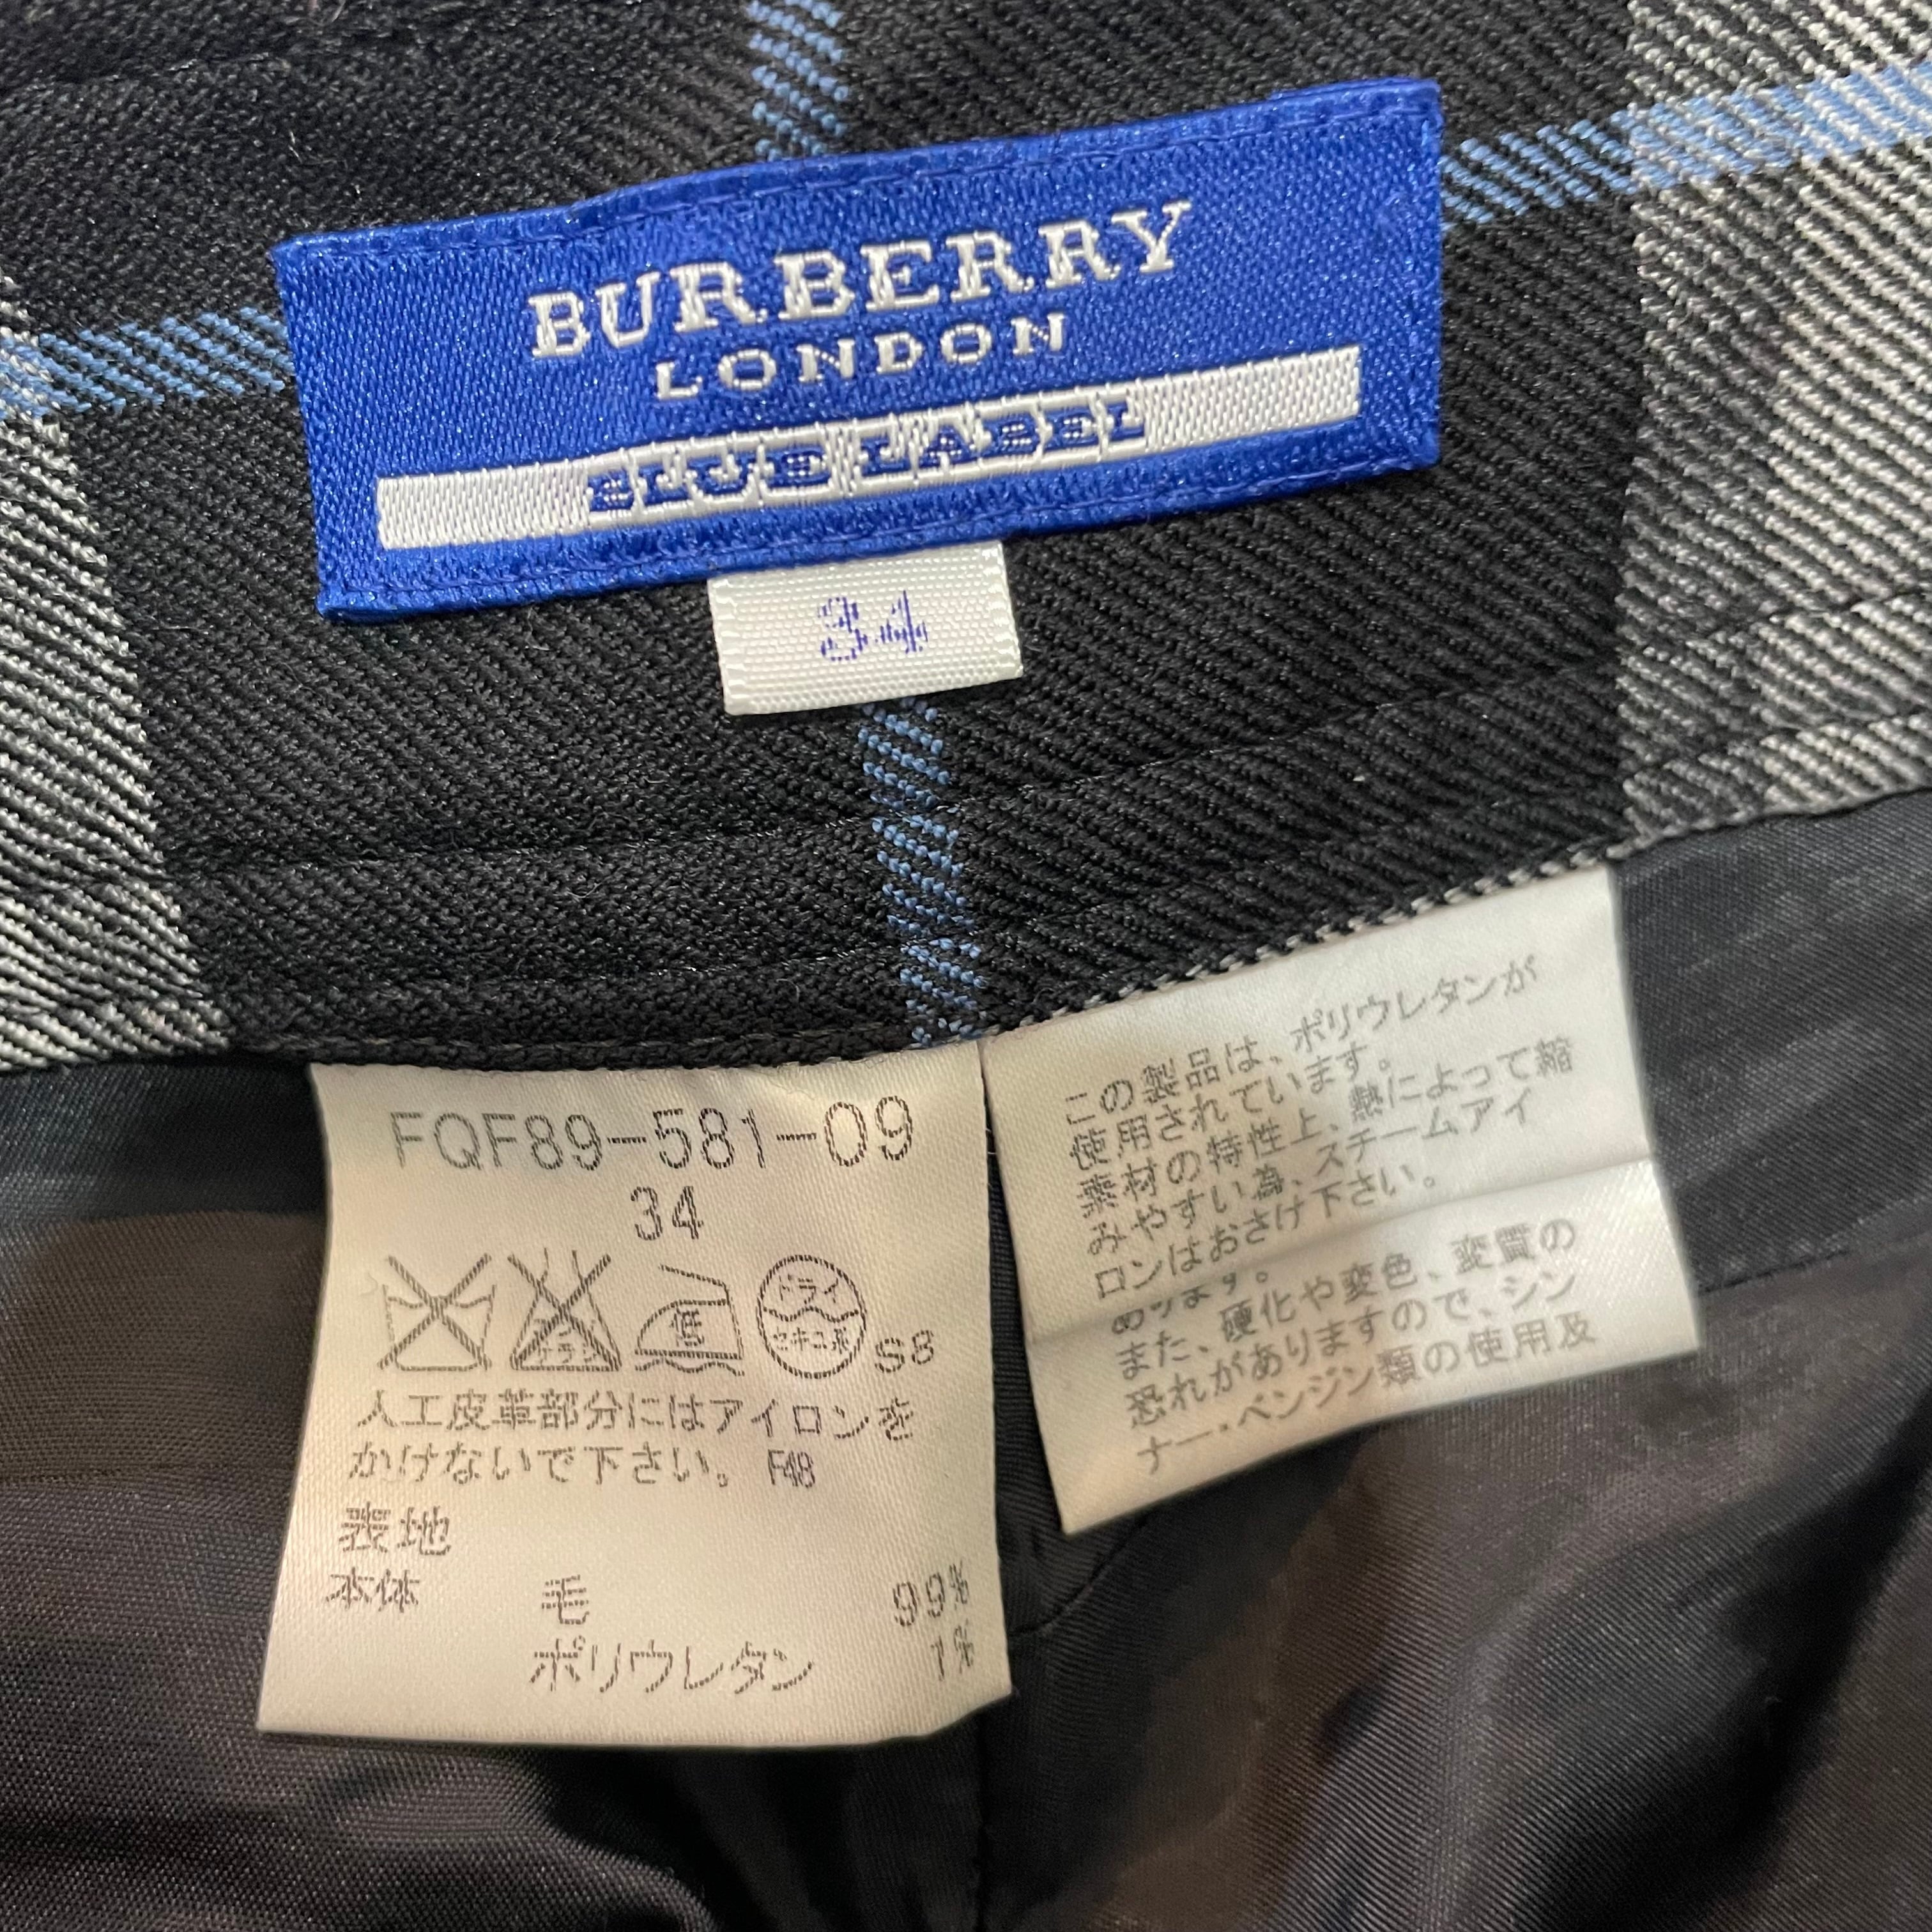 BURBERRY
LONDON
BLUE LABEL
34
FQF89-581-09
34
低
ドライ
セキユ系
S8
人工皮革部分にはアイロンを
かけないで下さい。 F48
表地
本体 毛 99%
ポリウレタン 1%
この製品は、ポリウレタンが
使用されています。
素材の特性上、熱によって縮
みやすい為、スチームアイ
ロンはおさけ下さい。
あります。
また、硬化や変色、変質の
恐れがありますので、シン
ナー・ベンジン類の使用及